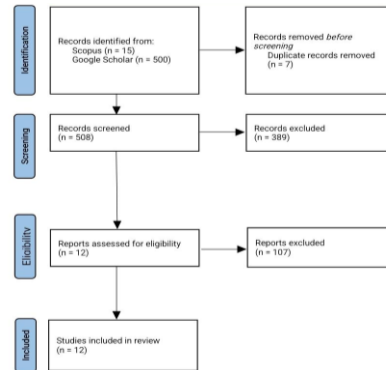 Identification
Records identified from:
Scopus (n = 15)
Google Scholar (n = 500)
Records removed before
screening
Duplicate records removed
(n = 7)
Screening
Records screened
(n = 508)
Records excluded
(n = 389)
Eligibility
Reports assessed for eligibility
(n = 12)
Reports excluded
(n = 107)
Included
Studies included in review
(n = 12)